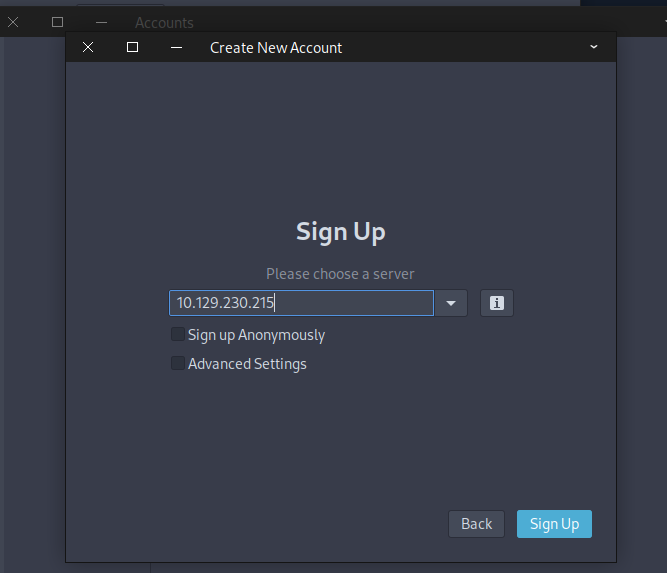 Accounts
Create New Account
Sign Up
Please choose a server
10.129.230.215
Sign up Anonymously
Advanced Settings
Back
Sign Up